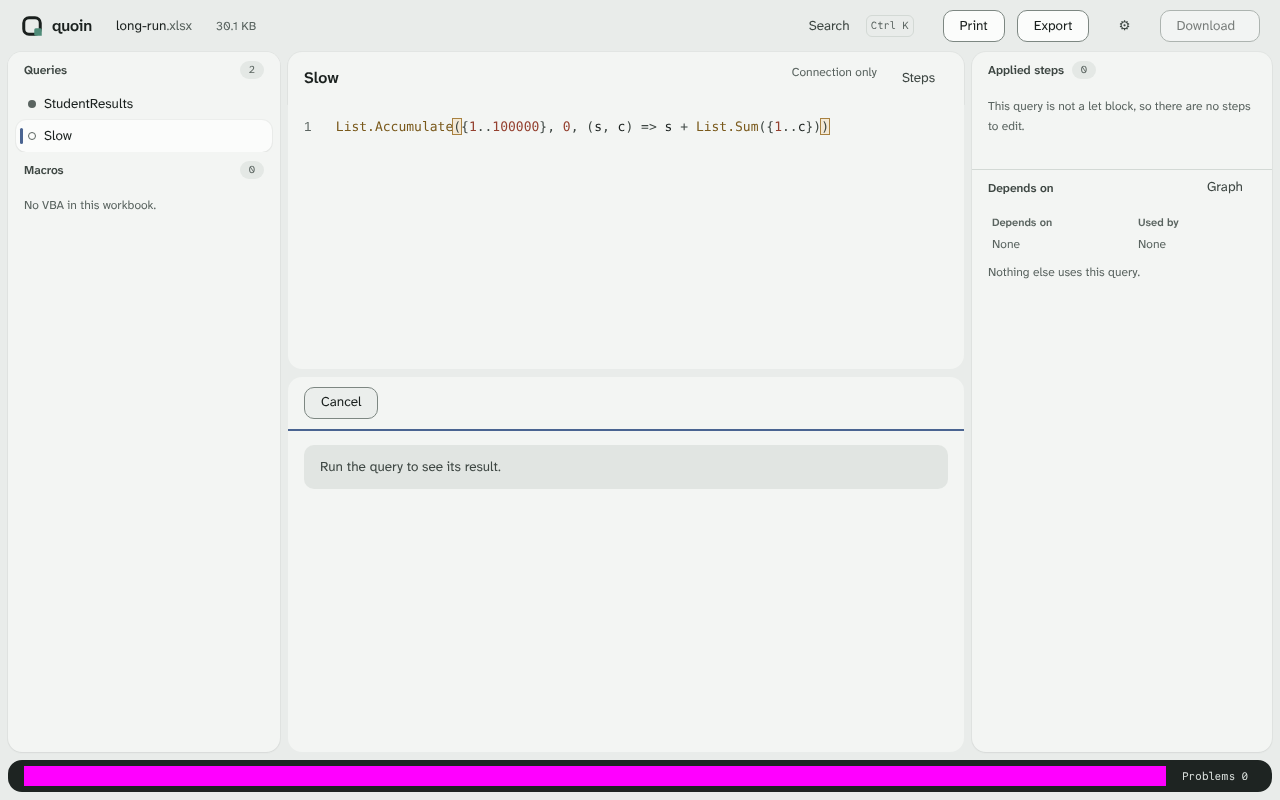 quoin long-run.xlsx 30.1 KB Search Ctrl K Print Export ⚙ Download
Queries 2
StudentResults
Slow
Macros 0
No VBA in this workbook.
Slow Connection only Steps
1 List.Accumulate({1..100000}, 0, (s, c) => s + List.Sum({1..c}))
Cancel
Run the query to see its result.
Applied steps 0
This query is not a let block, so there are no steps
to edit.
Depends on Graph
Depends on Used by
None None
Nothing else uses this query.
Problems 0